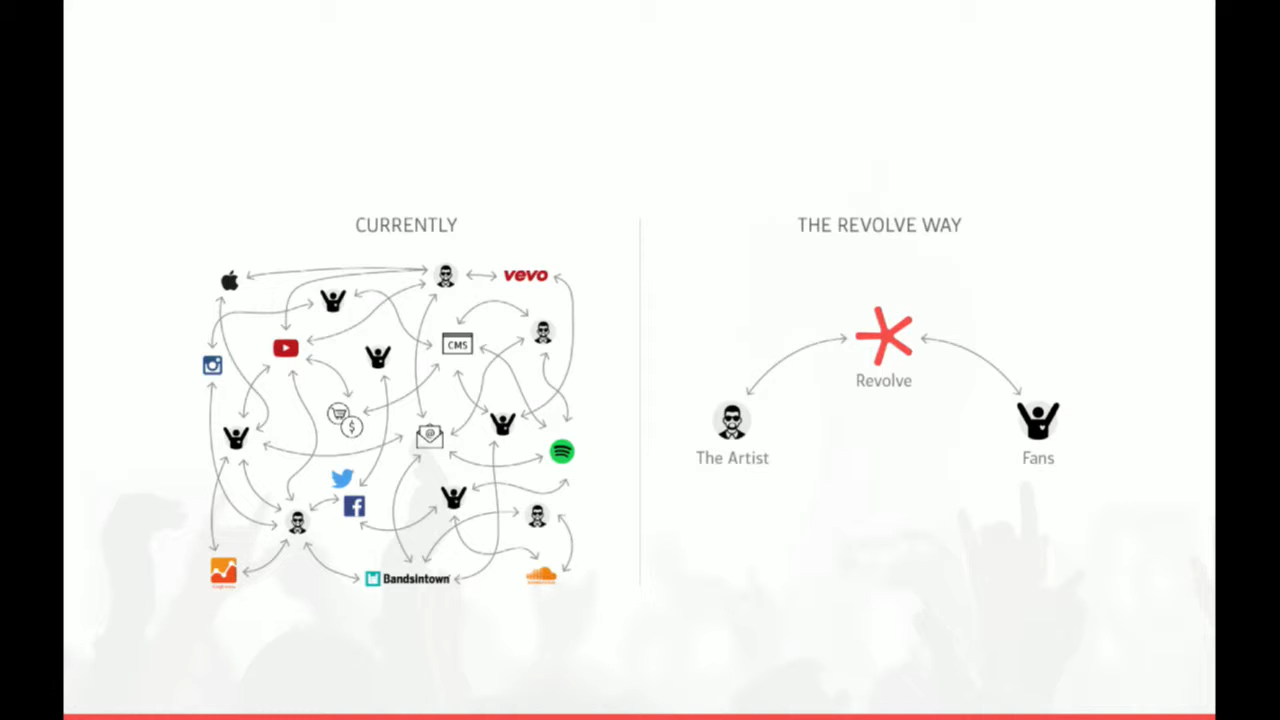 CURRENTLY
THE REVOLVE WAY
vevo
CMS
$
@
Revolve
The Artist
Fans
Bandsintown